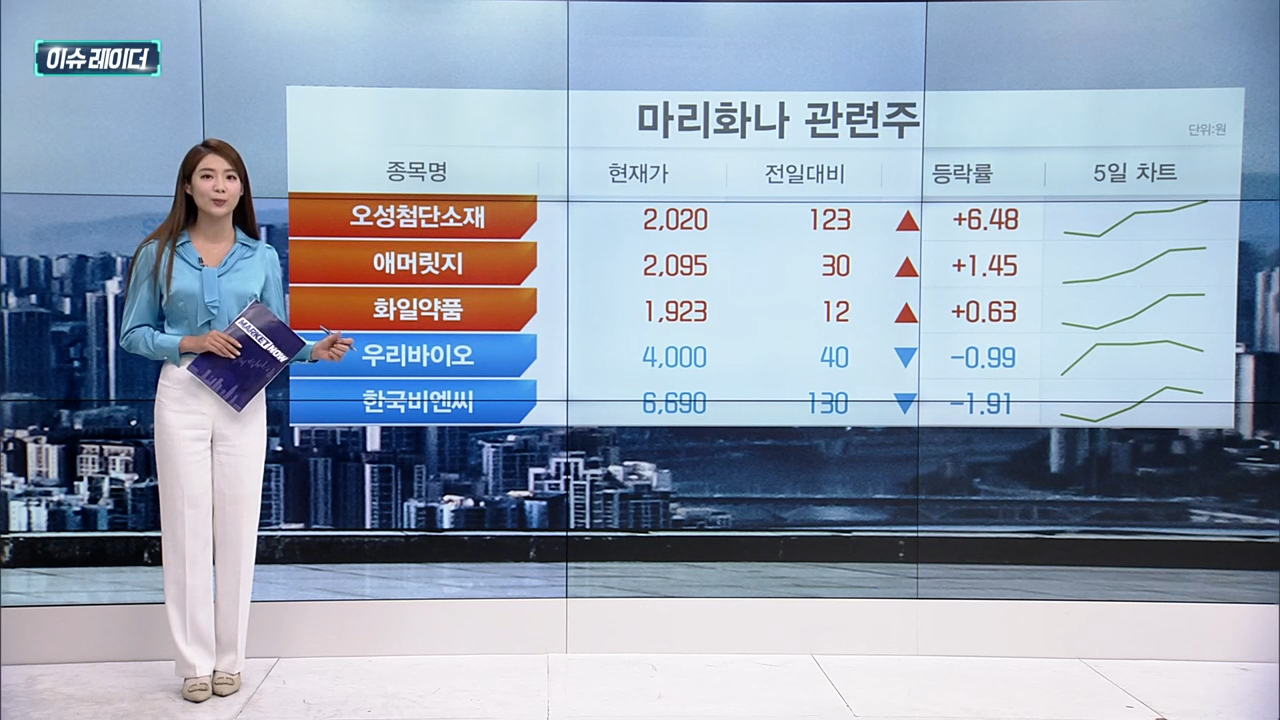 이슈 레이더
마리화나 관련주
단위:원
종목명 현재가 전일대비 등락률 5일 차트
오성첨단소재 2,020 123 ▲ +6.48
애머릿지 2,095 30 ▲ +1.45
화일약품 1,923 12 ▲ +0.63
우리바이오 4,000 40 ▼ -0.99
한국비엔씨 6,690 130 ▼ -1.91
MARKET NOW